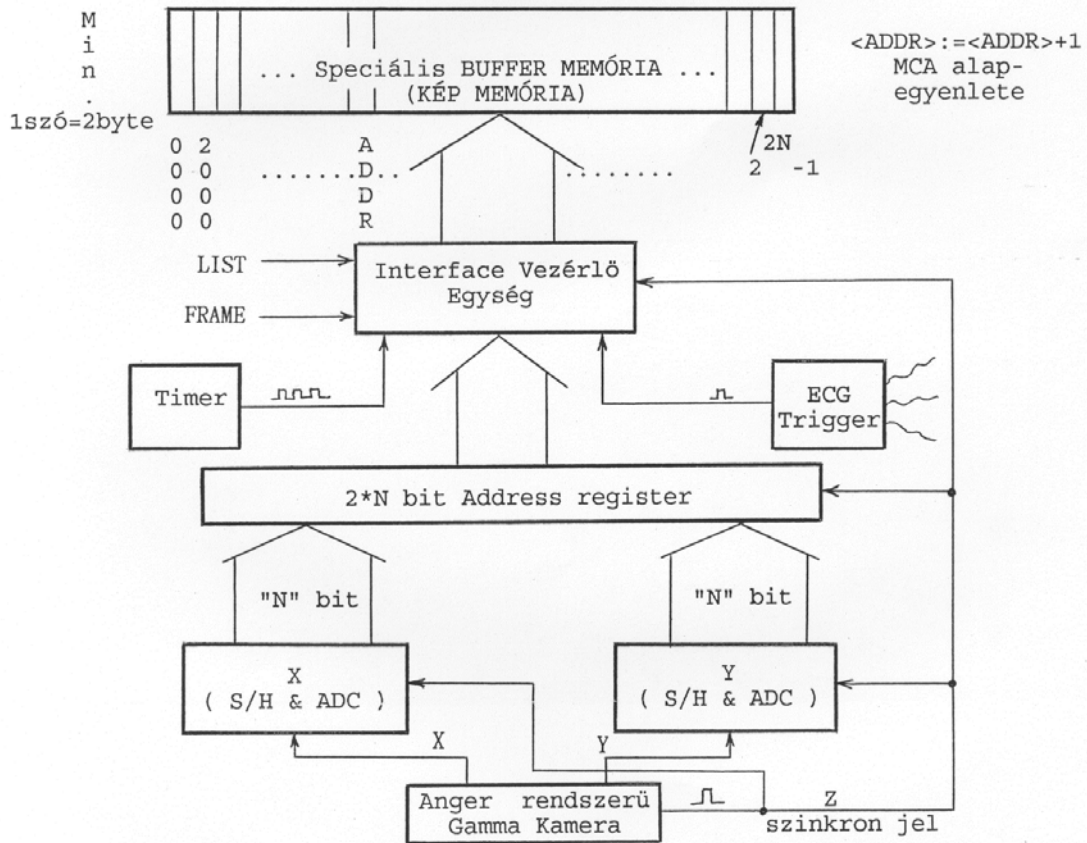 Min.
1szó=2byte
... Speciális BUFFER MEMÓRIA ...
(KÉP MEMÓRIA)
<ADDR>:=<ADDR>+1
MCA alap-
egyenlete
0 2 A 2N
0 0 ........D.. ........ 2 -1
0 0 D
0 0 R
LIST
FRAME
Interface Vezérlö
Egység
Timer
ECG
Trigger
2*N bit Address register
"N" bit
"N" bit
X
( S/H & ADC )
Y
( S/H & ADC )
X
Y
Anger rendszerü
Gamma Kamera
Z
szinkron jel